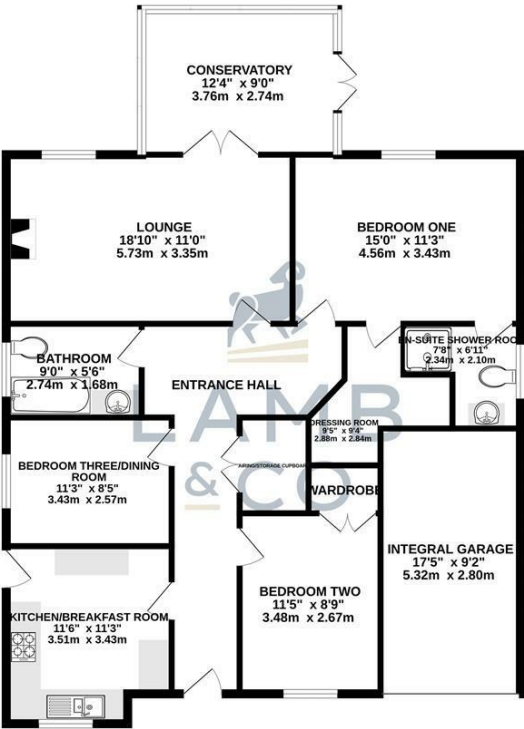 CONSERVATORY
12'4" x 9'0"
3.76m x 2.74m
LOUNGE
18'10" x 11'0"
5.73m x 3.35m
BEDROOM ONE
15'0" x 11'3"
4.56m x 3.43m
EN-SUITE SHOWER ROOM
7'8" x 6'11"
2.34m x 2.10m
BATHROOM
9'0" x 5'6"
2.74m x 1.68m
ENTRANCE HALL
LAMB
& CO
DRESSING ROOM
9'5" x 9'4"
2.88m x 2.84m
BEDROOM THREE/DINING
ROOM
11'3" x 8'5"
3.43m x 2.57m
AIRING/STORAGE CUPBOARD
WARDROBE
INTEGRAL GARAGE
17'5" x 9'2"
5.32m x 2.80m
BEDROOM TWO
11'5" x 8'9"
3.48m x 2.67m
KITCHEN/BREAKFAST ROOM
11'6" x 11'3"
3.51m x 3.43m